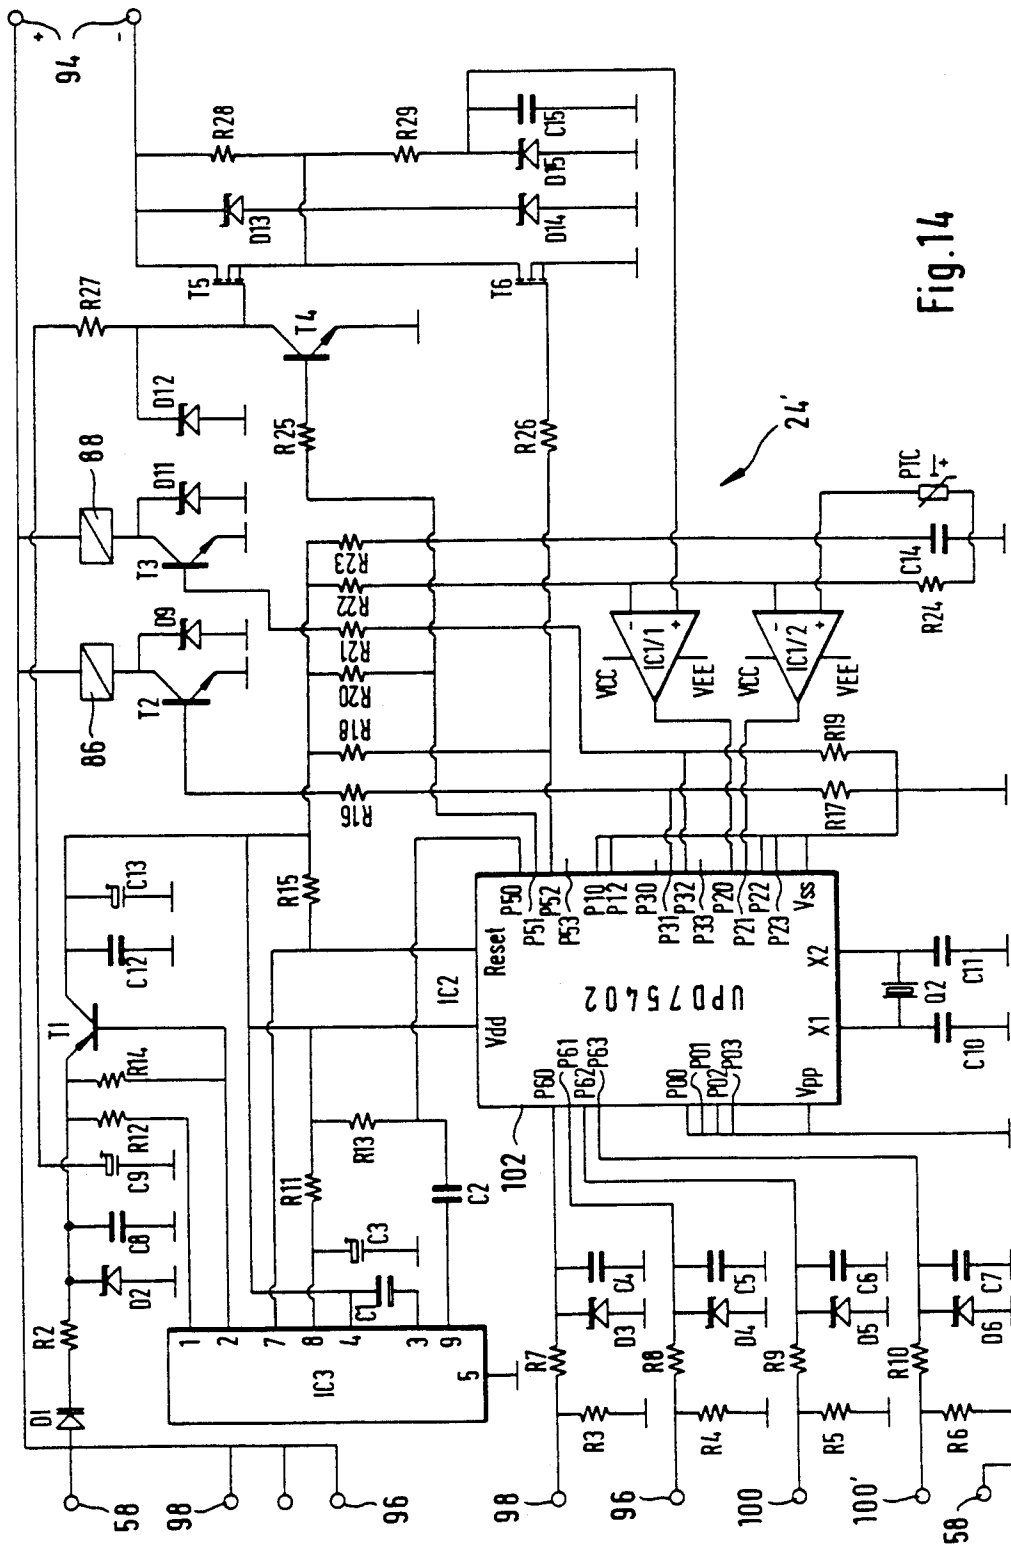 94
+
-
R28
R29
C15
D15
D13
D14
T5
T6
R27
T4
D12
R25
R26
88
D11
T3
D9
86
T2
R23
R22
R21
R20
R18
R16
24'
PTC
+
C14
R24
-
+
IC1/1
VCC
VEE
-
+
IC1/2
VCC
VEE
R19
R17
C13
C12
T1
R15
R14
R12
C9
C8
D2
R2
D1
R13
R11
C2
C3
C1
1
2
7
8
4
3
9
5
IC3
IC2
102
Reset
Vdd
P50
P51
P52
P53
P10
P12
P30
P31
P32
P33
P20
P21
P22
P23
Vss
UPD75402
P60
P61
P62
P63
P00
P01
P02
P03
Vpp
X1
X2
C10
Q2
C11
R7
R8
R9
R10
C4
C5
C6
C7
D3
D4
D5
D6
R3
R4
R5
R6
58
98
96
98
96
100
100'
58
Fig.14